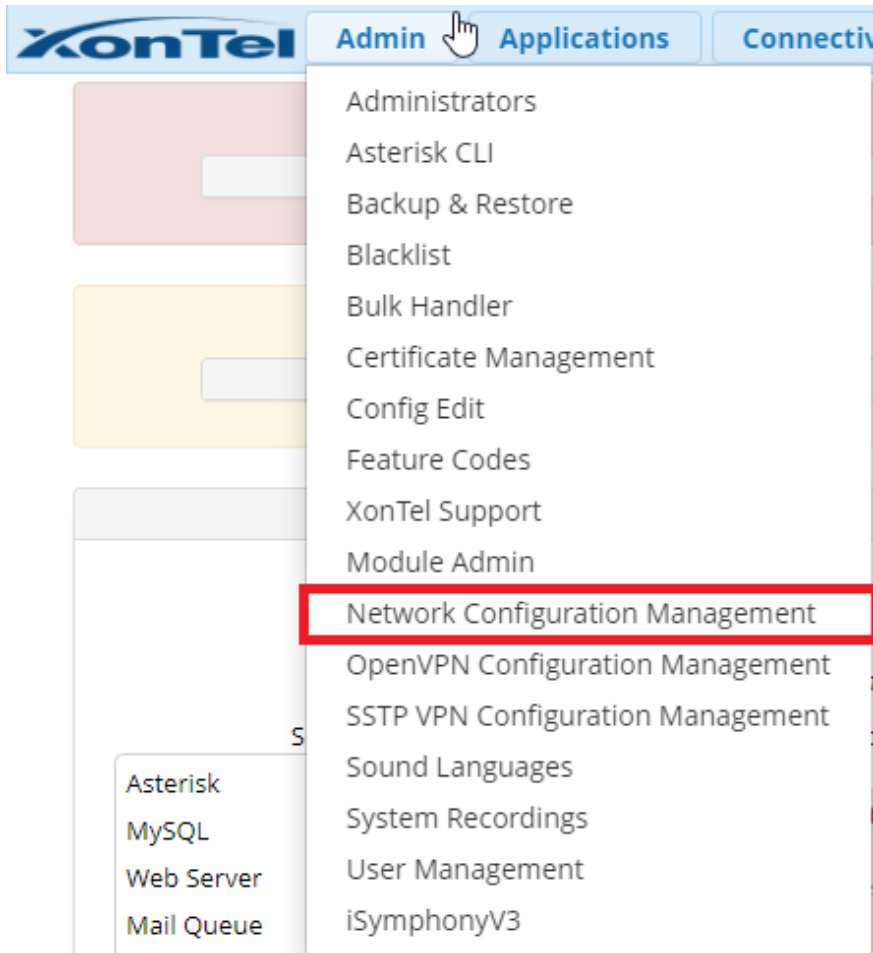 XonTel Admin Applications
Administrators
Asterisk CLI
Backup & Restore
Blacklist
Bulk Handler
Certificate Management
Config Edit
Feature Codes
XonTel Support
Module Admin
Network Configuration Management
OpenVPN Configuration Management
SSTP VPN Configuration Management
Sound Languages
System Recordings
User Management
iSymphonyV3
S
Asterisk
MySQL
Web Server
Mail Queue